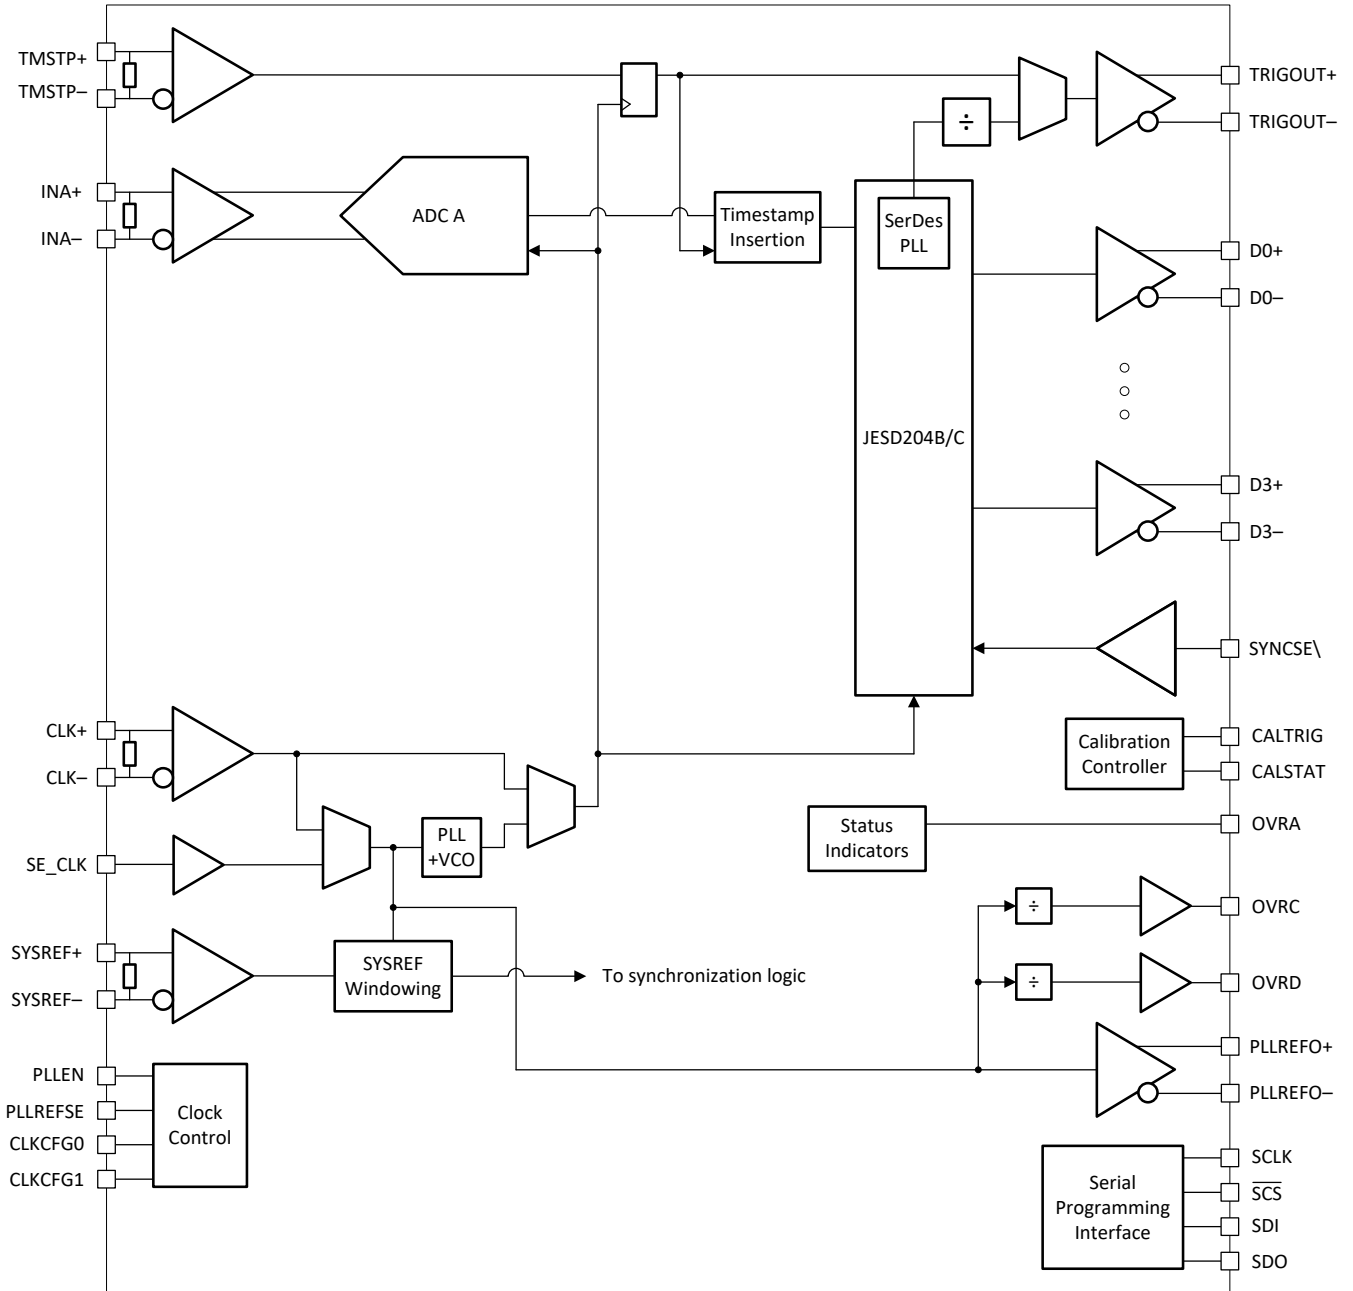 TMSTP+
TMSTP–
INA+
INA–
CLK+
CLK–
SE_CLK
SYSREF+
SYSREF–
PLLEN
PLLREFSE
CLKCFG0
CLKCFG1
ADC A
Timestamp
Insertion
÷
SerDes
PLL
JESD204B/C
PLL
+VCO
SYSREF
Windowing
To synchronization logic
Clock
Control
Calibration
Controller
Status
Indicators
÷
÷
Serial
Programming
Interface
TRIGOUT+
TRIGOUT–
D0+
D0–
D3+
D3–
SYNCSE\
CALTRIG
CALSTAT
OVRA
OVRC
OVRD
PLLREFO+
PLLREFO–
SCLK
S̅C̅S̅
SDI
SDO